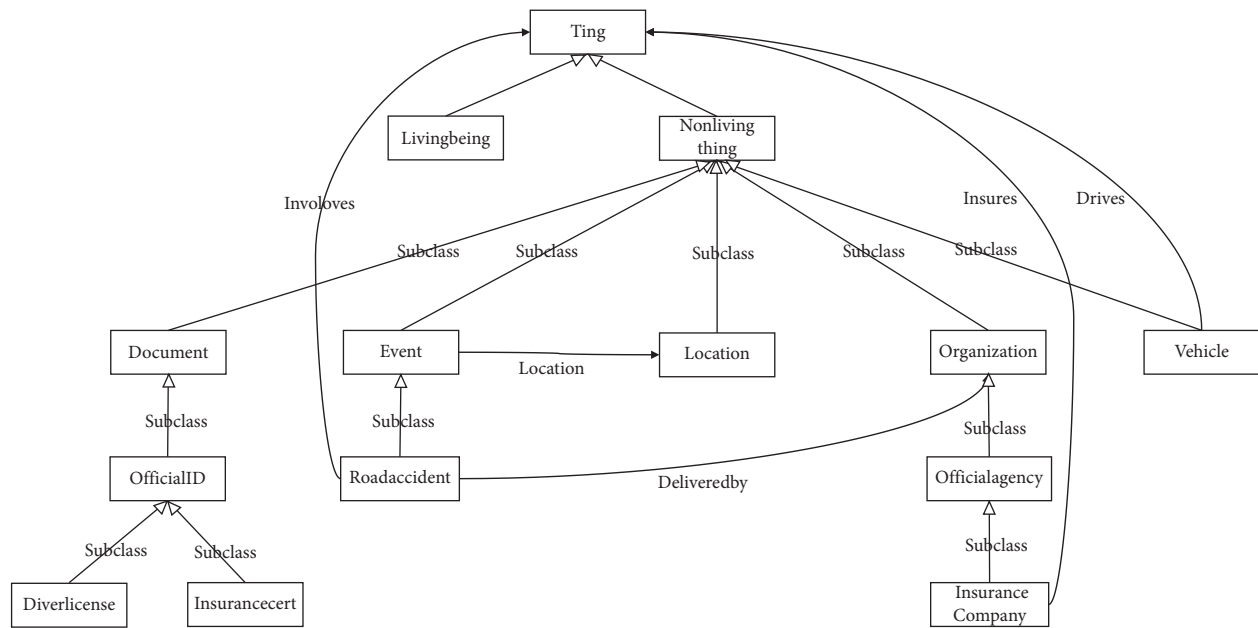 Ting
Livingbeing
Nonliving
thing
Involoves
Insures
Drives
Subclass
Subclass
Subclass
Subclass
Subclass
Document
Event
Location
Location
Organization
Vehicle
Subclass
Subclass
Subclass
OfficialID
Roadaccident
Deliveredby
Officialagency
Subclass
Subclass
Subclass
Diverlicense
Insurancecert
Insurance
Company